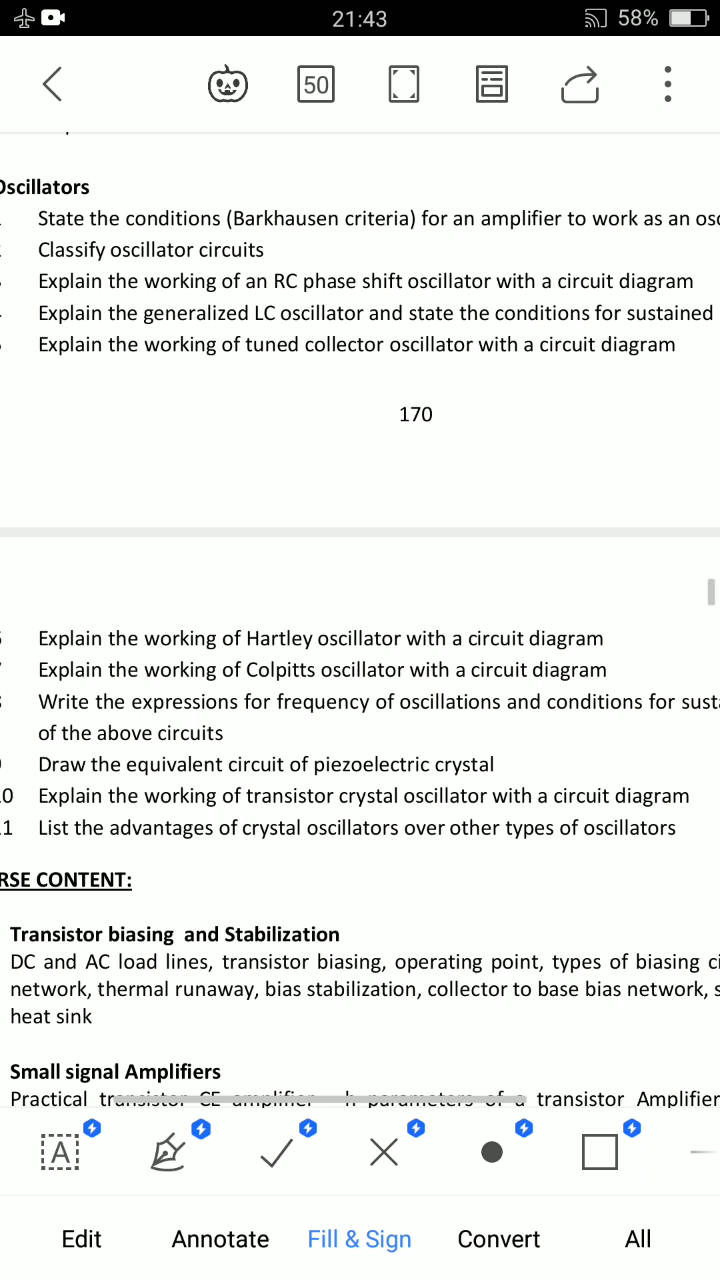 21:43
58%
50
Oscillators
State the conditions (Barkhausen criteria) for an amplifier to work as an
Classify oscillator circuits
Explain the working of an RC phase shift oscillator with a circuit diagram
Explain the generalized LC oscillator and state the conditions for sustained
Explain the working of tuned collector oscillator with a circuit diagram
170
Explain the working of Hartley oscillator with a circuit diagram
Explain the working of Colpitts oscillator with a circuit diagram
Write the expressions for frequency of oscillations and conditions for
of the above circuits
Draw the equivalent circuit of piezoelectric crystal
Explain the working of transistor crystal oscillator with a circuit diagram
List the advantages of crystal oscillators over other types of oscillators
RSE CONTENT:
Transistor biasing and Stabilization
DC and AC load lines, transistor biasing, operating point, types of biasing
network, thermal runaway, bias stabilization, collector to base bias network,
heat sink
Small signal Amplifiers
Practical transistor CE amplifier h parameters of a transistor Amplifier
A
Edit Annotate Fill & Sign Convert All